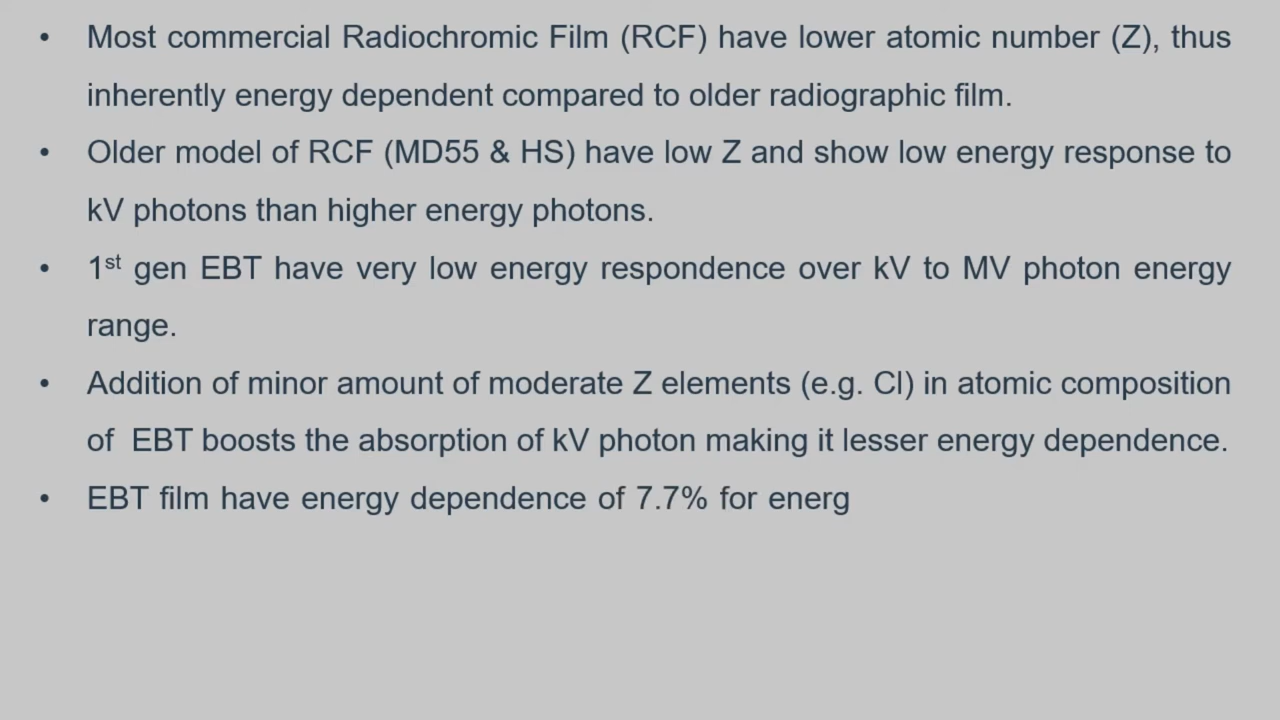 • Most commercial Radiochromic Film (RCF) have lower atomic number (Z), thus
inherently energy dependent compared to older radiographic film.
• Older model of RCF (MD55 & HS) have low Z and show low energy response to
kV photons than higher energy photons.
• 1st gen EBT have very low energy respondence over kV to MV photon energy
range.
• Addition of minor amount of moderate Z elements (e.g. Cl) in atomic composition
of EBT boosts the absorption of kV photon making it lesser energy dependence.
• EBT film have energy dependence of 7.7% for energ